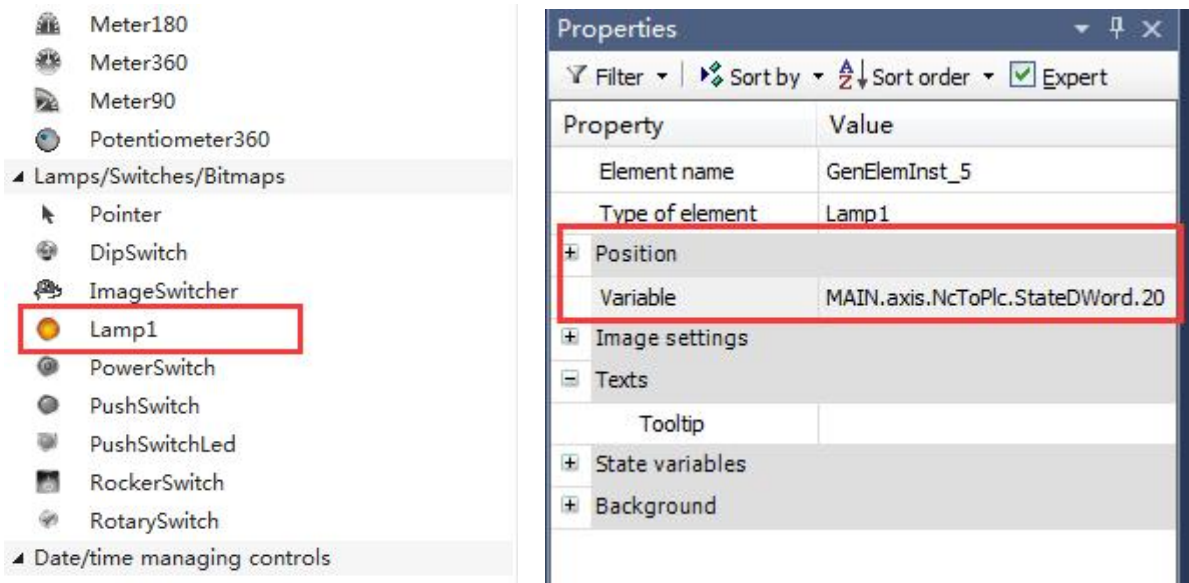 Meter180
Meter360
Meter90
Potentiometer360
Lamps/Switches/Bitmaps
Pointer
DipSwitch
ImageSwitcher
Lamp1
PowerSwitch
PushSwitch
PushSwitchLed
RockerSwitch
RotarySwitch
Date/time managing controls
Properties
Filter Sort by Sort order Expert
Property Value
Element name GenElemInst_5
Type of element Lamp1
Position
Variable MAIN.axis.NcToPlc.StateDWord.20
Image settings
Texts
Tooltip
State variables
Background